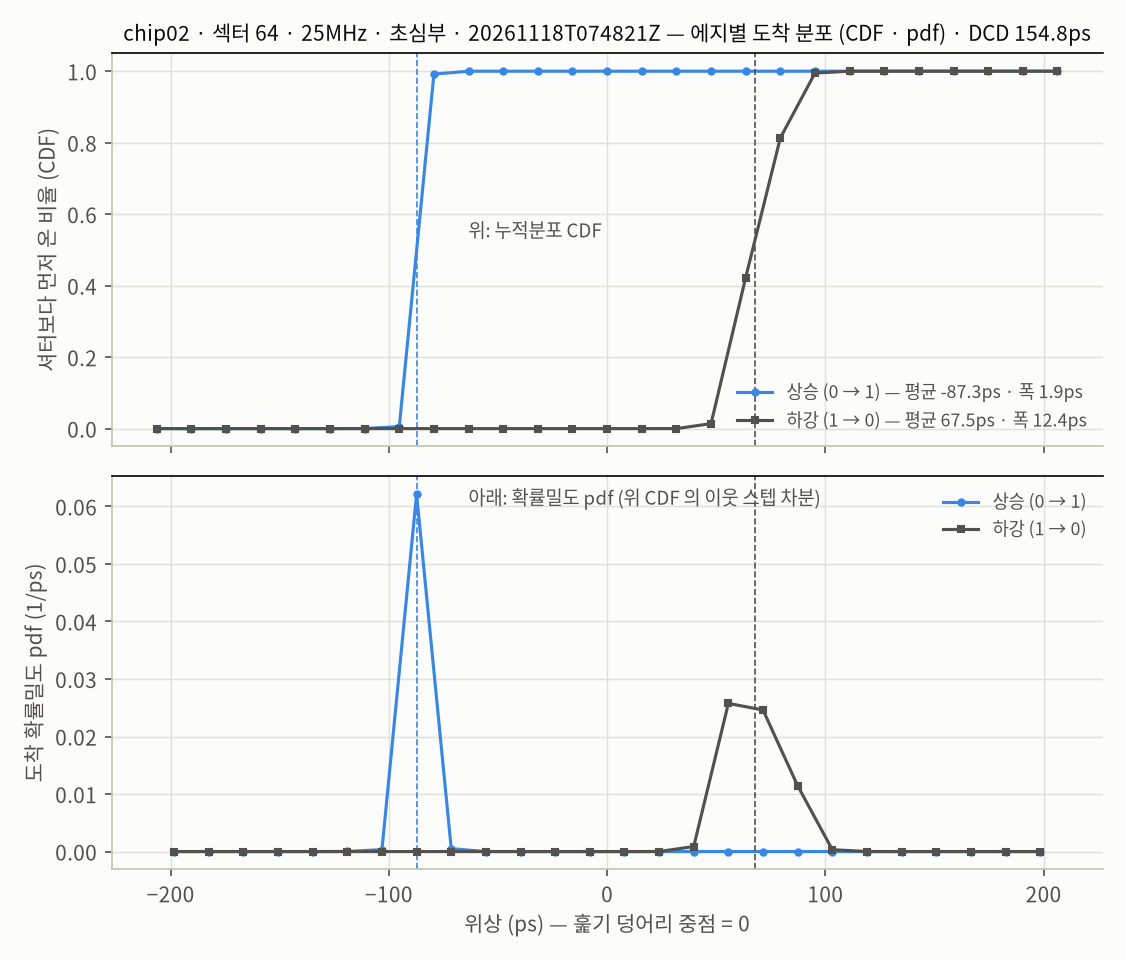 chip02 · 섹터 64 · 25MHz · 초심부 · 20261118T074821Z — 에지별 도착 분포 (CDF · pdf) · DCD 154.8ps
셔터보다 먼저 온 비율 (CDF)
1.0
0.8
0.6
0.4
0.2
0.0
위: 누적분포 CDF
상승 (0 → 1) — 평균 -87.3ps · 폭 1.9ps
하강 (1 → 0) — 평균 67.5ps · 폭 12.4ps
도착 확률밀도 pdf (1/ps)
0.06
0.05
0.04
0.03
0.02
0.01
0.00
아래: 확률밀도 pdf (위 CDF 의 이웃 스텝 차분)
상승 (0 → 1)
하강 (1 → 0)
−200 −100 0 100 200
위상 (ps) — 훑기 덩어리 중점 = 0